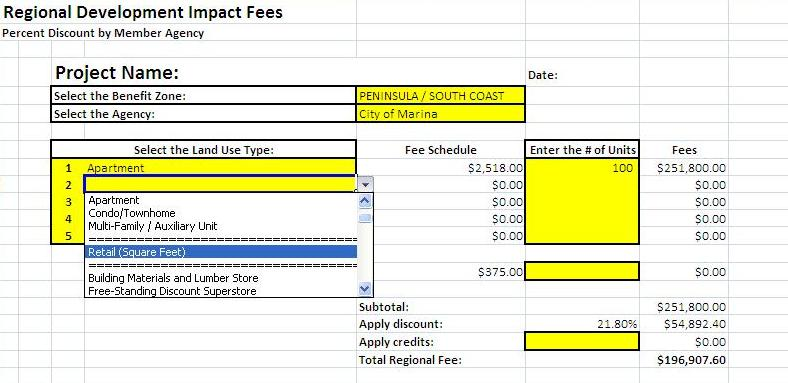 Regional Development Impact Fees
Percent Discount by Member Agency
Project Name: Date:
Select the Benefit Zone: PENINSULA / SOUTH COAST
Select the Agency: City of Marina
Select the Land Use Type: Fee Schedule Enter the # of Units Fees
1 Apartment $2,518.00 100 $251,800.00
2 $0.00 $0.00
3 Apartment $0.00 $0.00
Condo/Townhome
4 Multi-Family / Auxiliary Unit $0.00 $0.00
5 $0.00 $0.00
Retail (Square Feet)
Building Materials and Lumber Store $375.00 $0.00
Free-Standing Discount Superstore
Subtotal: $251,800.00
Apply discount: 21.80% $54,892.40
Apply credits: $0.00
Total Regional Fee: $196,907.60